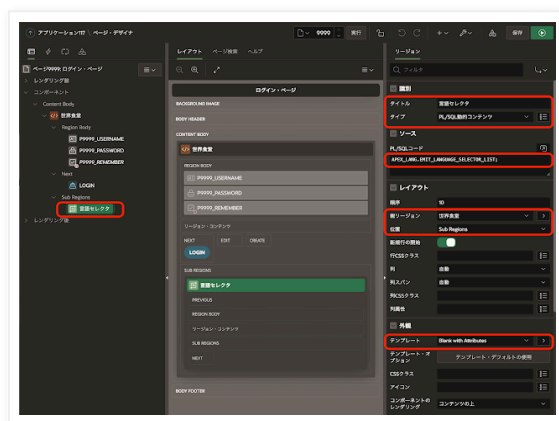 アプリケーション117 \ ページ・デザイナ
9999
実行
保存
ページ9999: ログイン・ページ
レンダリング前
コンポーネント
Content Body
世界食堂
Region Body
P9999_USERNAME
P9999_PASSWORD
P9999_REMEMBER
Next
LOGIN
Sub Regions
言語セレクタ
レンダリング後
レイアウト ページ検索 ヘルプ
ログイン・ページ
BACKGROUND IMAGE
BODY HEADER
CONTENT BODY
世界食堂
REGION BODY
P9999_USERNAME
P9999_PASSWORD
P9999_REMEMBER
リージョン・コンテンツ
NEXT EDIT CREATE
LOGIN
SUB REGIONS
言語セレクタ
PREVIOUS
REGION BODY
リージョン・コンテンツ
SUB REGIONS
NEXT
BODY FOOTER
リージョン
フィルタ
識別
タイトル 言語セレクタ
タイプ PL/SQL動的コンテンツ
ソース
PL/SQLコード
APEX_LANG.EMIT_LANGUAGE_SELECTOR_LIST;
レイアウト
順序 10
親リージョン 世界食堂
位置 Sub Regions
新規行の開始
行CSSクラス
列 自動
列スパン 自動
列CSSクラス
列属性
外観
テンプレート Blank with Attributes
テンプレート・オプション テンプレート・デフォルトの使用
CSSクラス
アイコン
コンポーネントのレンダリング コンテンツの上